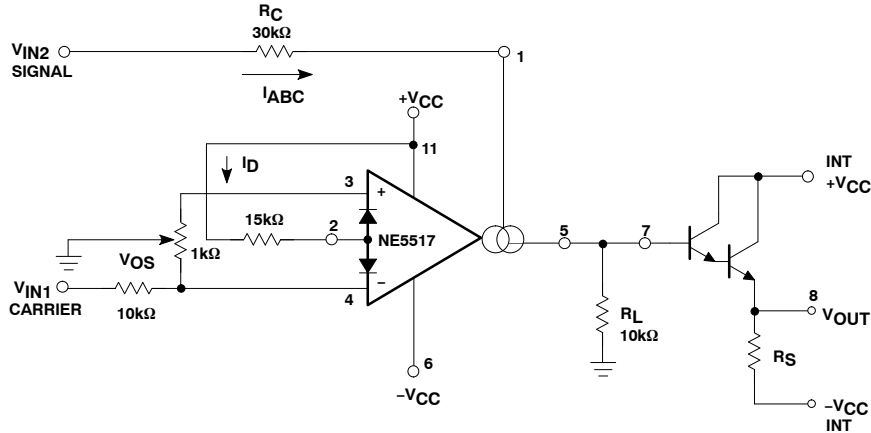 RC
30kΩ
VIN2
SIGNAL
1
IABC
+VCC
11
ID
3
+
INT
+VCC
15kΩ
2
NE5517
5
7
1kΩ
VOS
VIN1
CARRIER
10kΩ
4
−
RL
10kΩ
8
VOUT
6
−VCC
RS
−VCC
INT